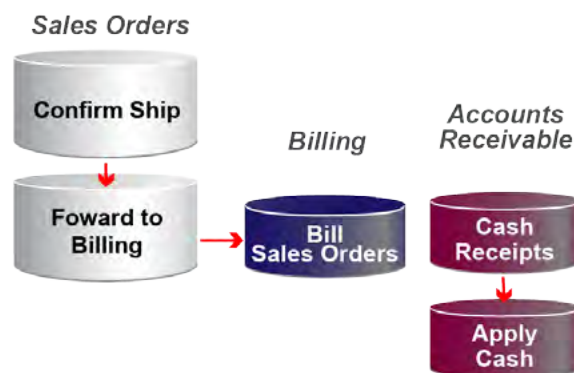 Sales Orders
Confirm Ship
Foward to
Billing
Billing
Bill
Sales Orders
Accounts
Receivable
Cash
Receipts
Apply
Cash